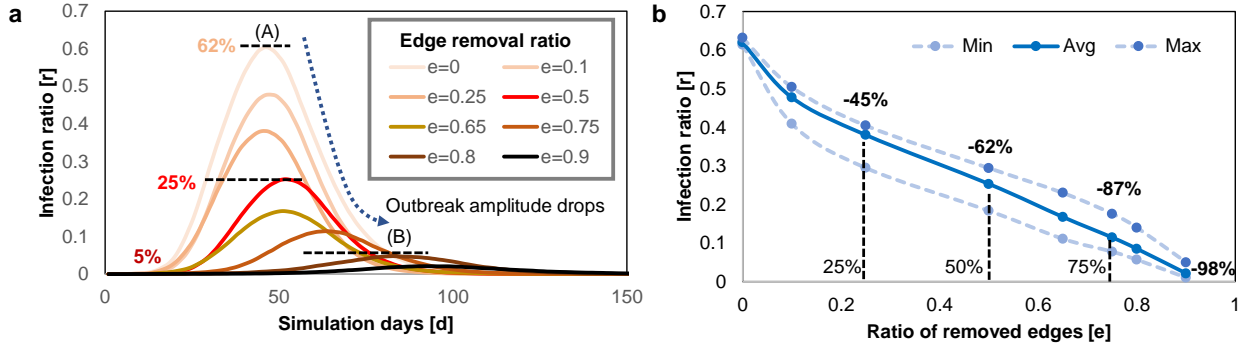 a
Infection ratio [r]
0.7
0.6
0.5
0.4
0.3
0.2
0.1
0
62%
(A)
25%
5%
Edge removal ratio
e=0
e=0.1
e=0.25
e=0.5
e=0.65
e=0.75
e=0.8
e=0.9
Outbreak amplitude drops
(B)
0
50
100
150
Simulation days [d]
b
Infection ratio [r]
0.7
0.6
0.5
0.4
0.3
0.2
0.1
0
Min
Avg
Max
-45%
-62%
-87%
-98%
25%
50%
75%
0
0.2
0.4
0.6
0.8
1
Ratio of removed edges [e]